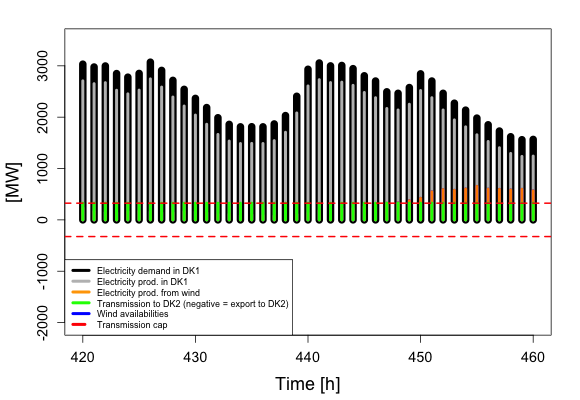 3000
2000
1000
0
-1000
-2000
[MW]
Electricity demand in DK1
Electricity prod. in DK1
Electricity prod. from wind
Transmission to DK2 (negative = export to DK2)
Wind availabilities
Transmission cap
420 430 440 450 460
Time [h]